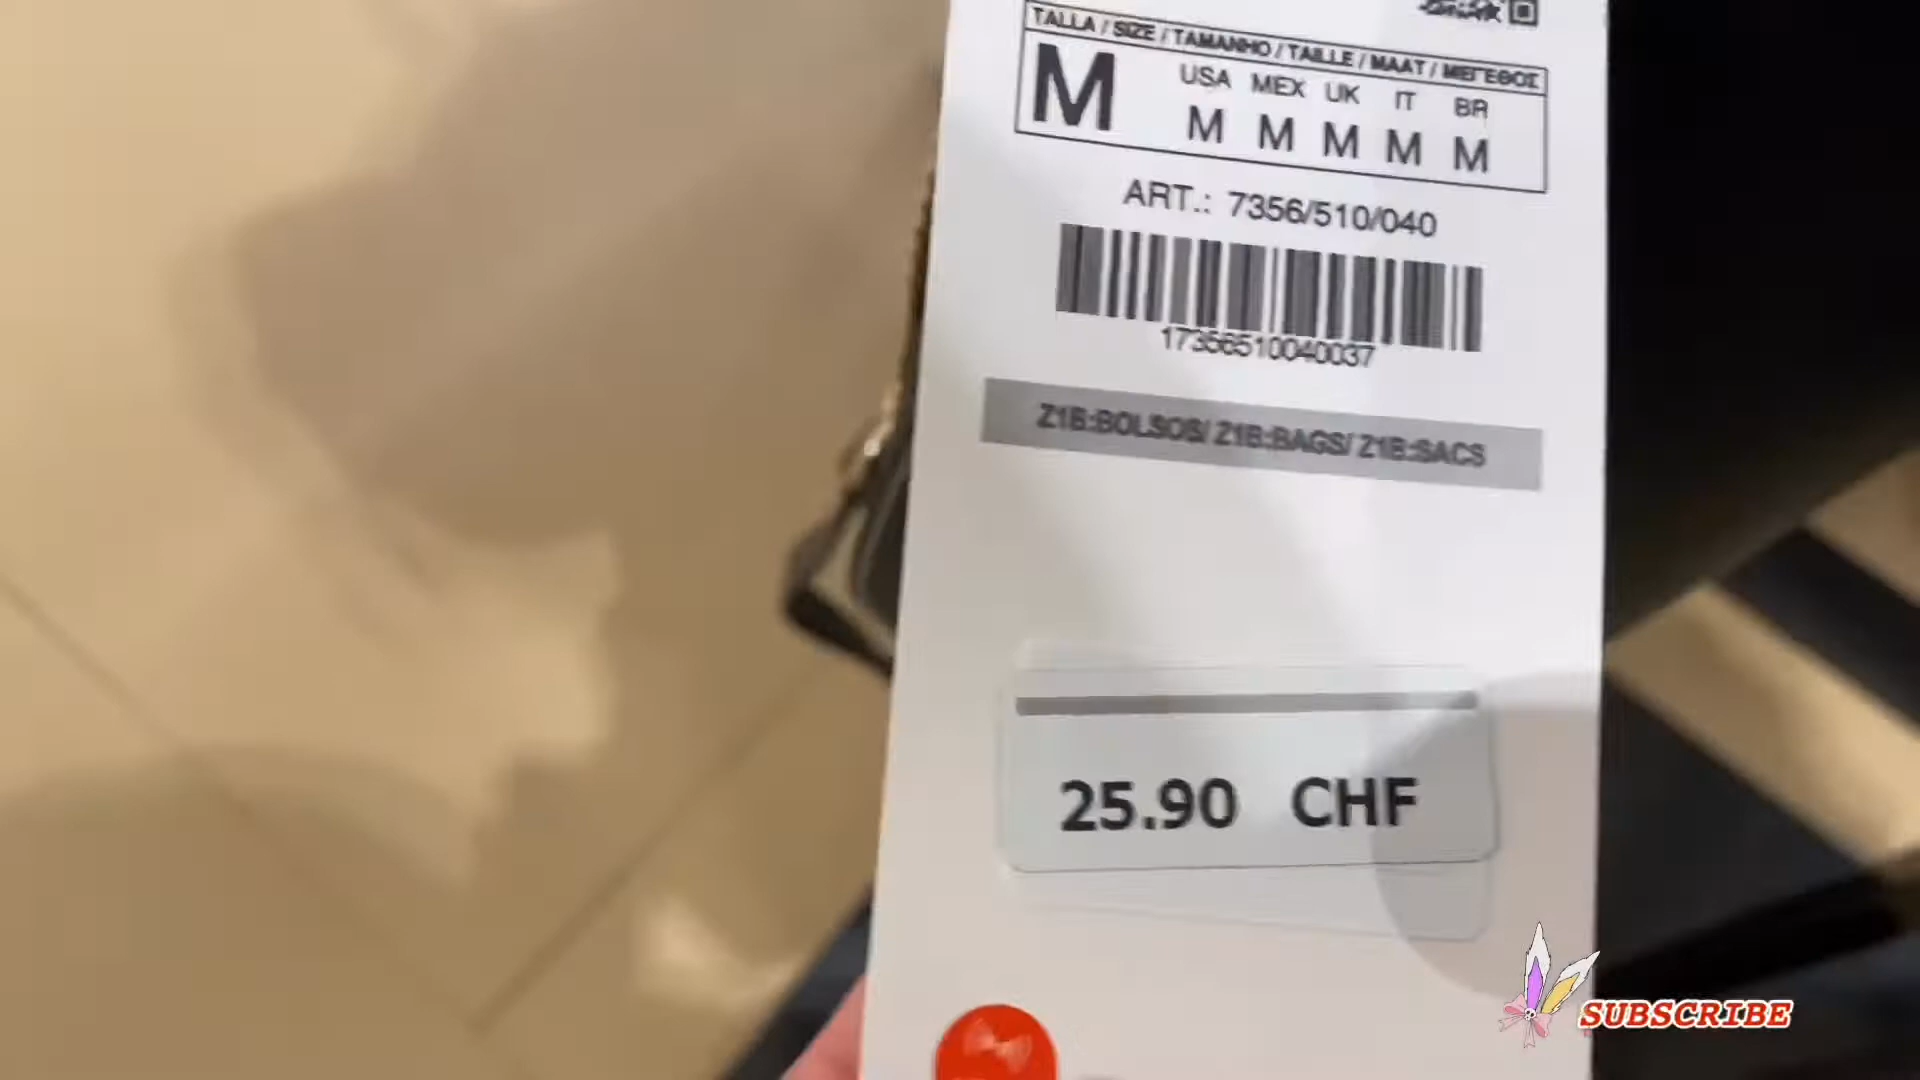 TALLA / SIZE / TAMANHO / TAILLE / MAAT / ΜΕΓΕΘΟΣ
M
USA MEX UK IT BR
M M M M M
ART.: 7356/510/040
17356510040037
Z1B:BOLSOS/ Z1B:BAGS/ Z1B:SACS
25.90 CHF
SUBSCRIBE